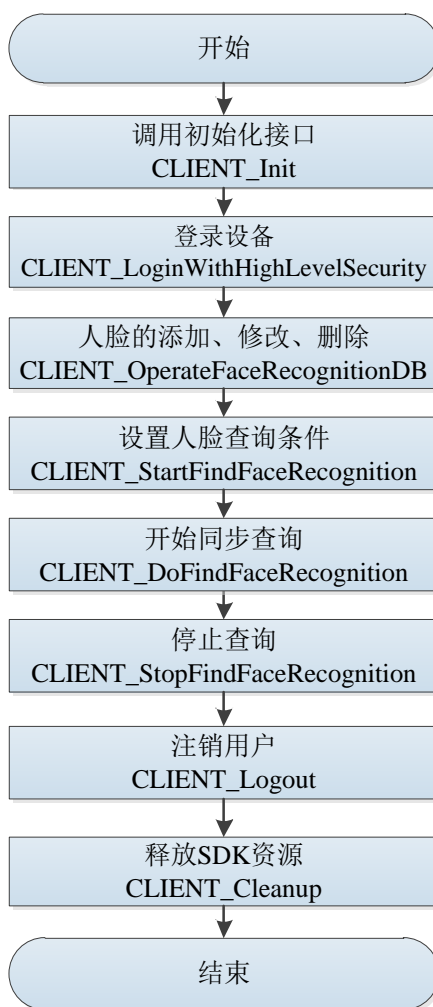 开始
调用初始化接口
CLIENT_Init
登录设备
CLIENT_LoginWithHighLevelSecurity
人脸的添加、修改、删除
CLIENT_OperateFaceRecognitionDB
设置人脸查询条件
CLIENT_StartFindFaceRecognition
开始同步查询
CLIENT_DoFindFaceRecognition
停止查询
CLIENT_StopFindFaceRecognition
注销用户
CLIENT_Logout
释放SDK资源
CLIENT_Cleanup
结束